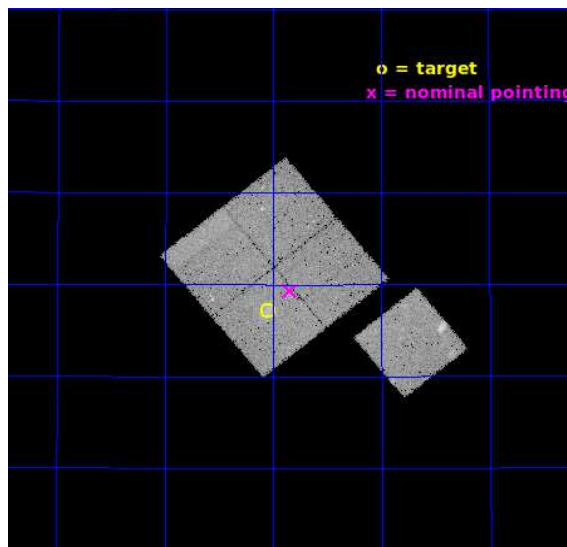 o = target
x = nominal pointing